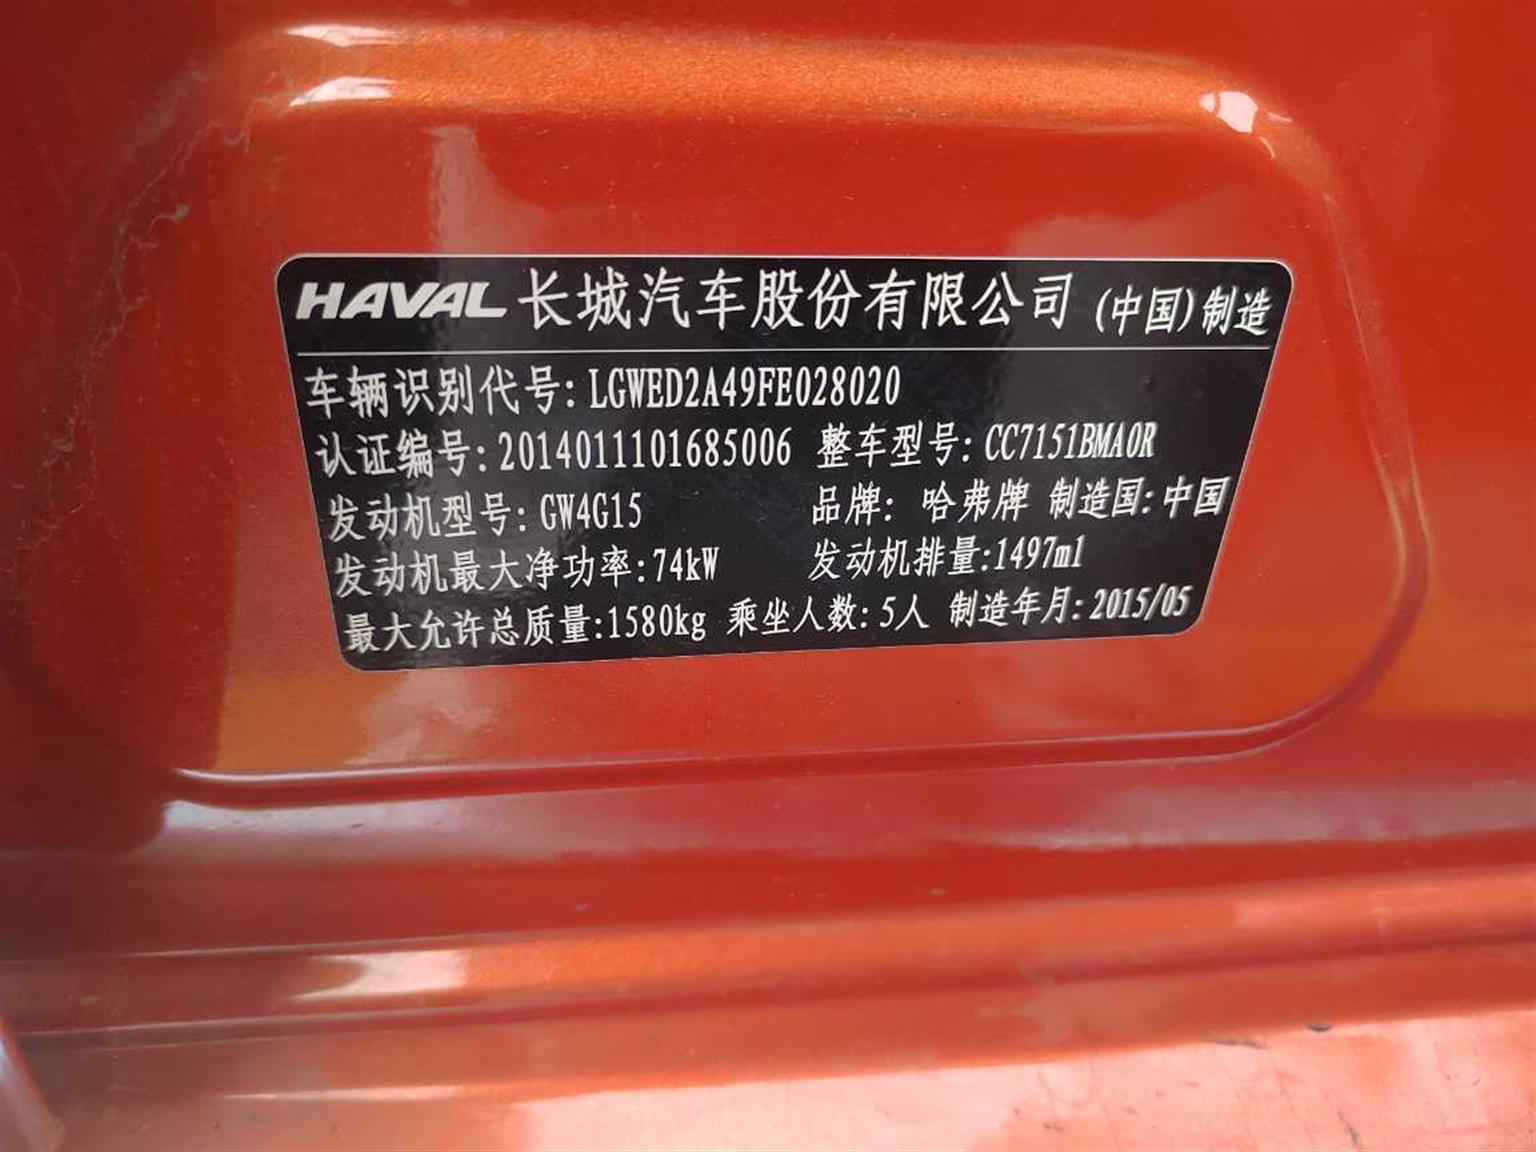 HAVAL 长城汽车股份有限公司 (中国)制造
车辆识别代号:LGWED2A49FE028020
认证编号:2014011101685006 整车型号:CC7151BMA0R
发动机型号:GW4G15 品牌: 哈弗牌 制造国:中国
发动机最大净功率:74kW 发动机排量:1497ml
最大允许总质量:1580kg 乘坐人数:5人 制造年月:2015/05